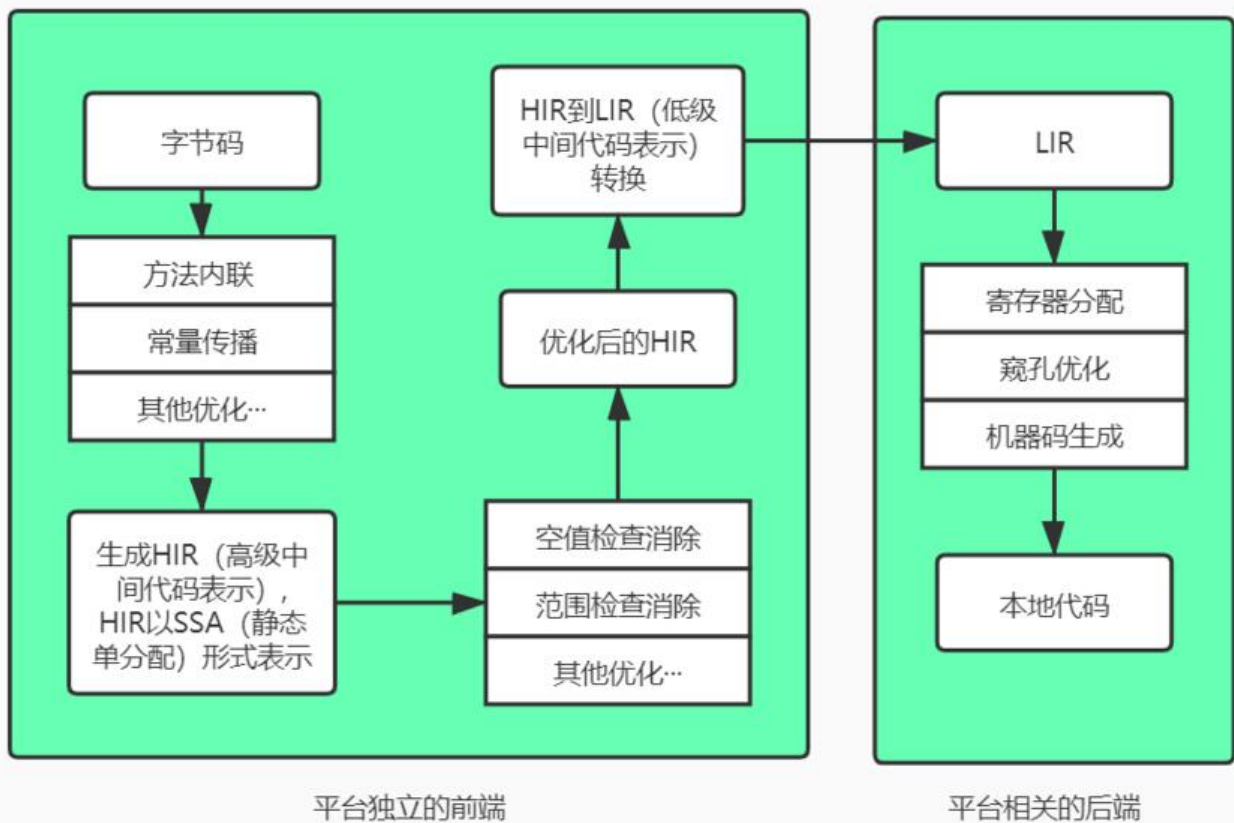 字节码
方法内联
常量传播
其他优化···
生成HIR（高级中
间代码表示），
HIR以SSA（静态
单分配）形式表示
空值检查消除
范围检查消除
其他优化···
优化后的HIR
HIR到LIR（低级
中间代码表示）
转换
LIR
寄存器分配
窥孔优化
机器码生成
本地代码
平台独立的前端
平台相关的后端